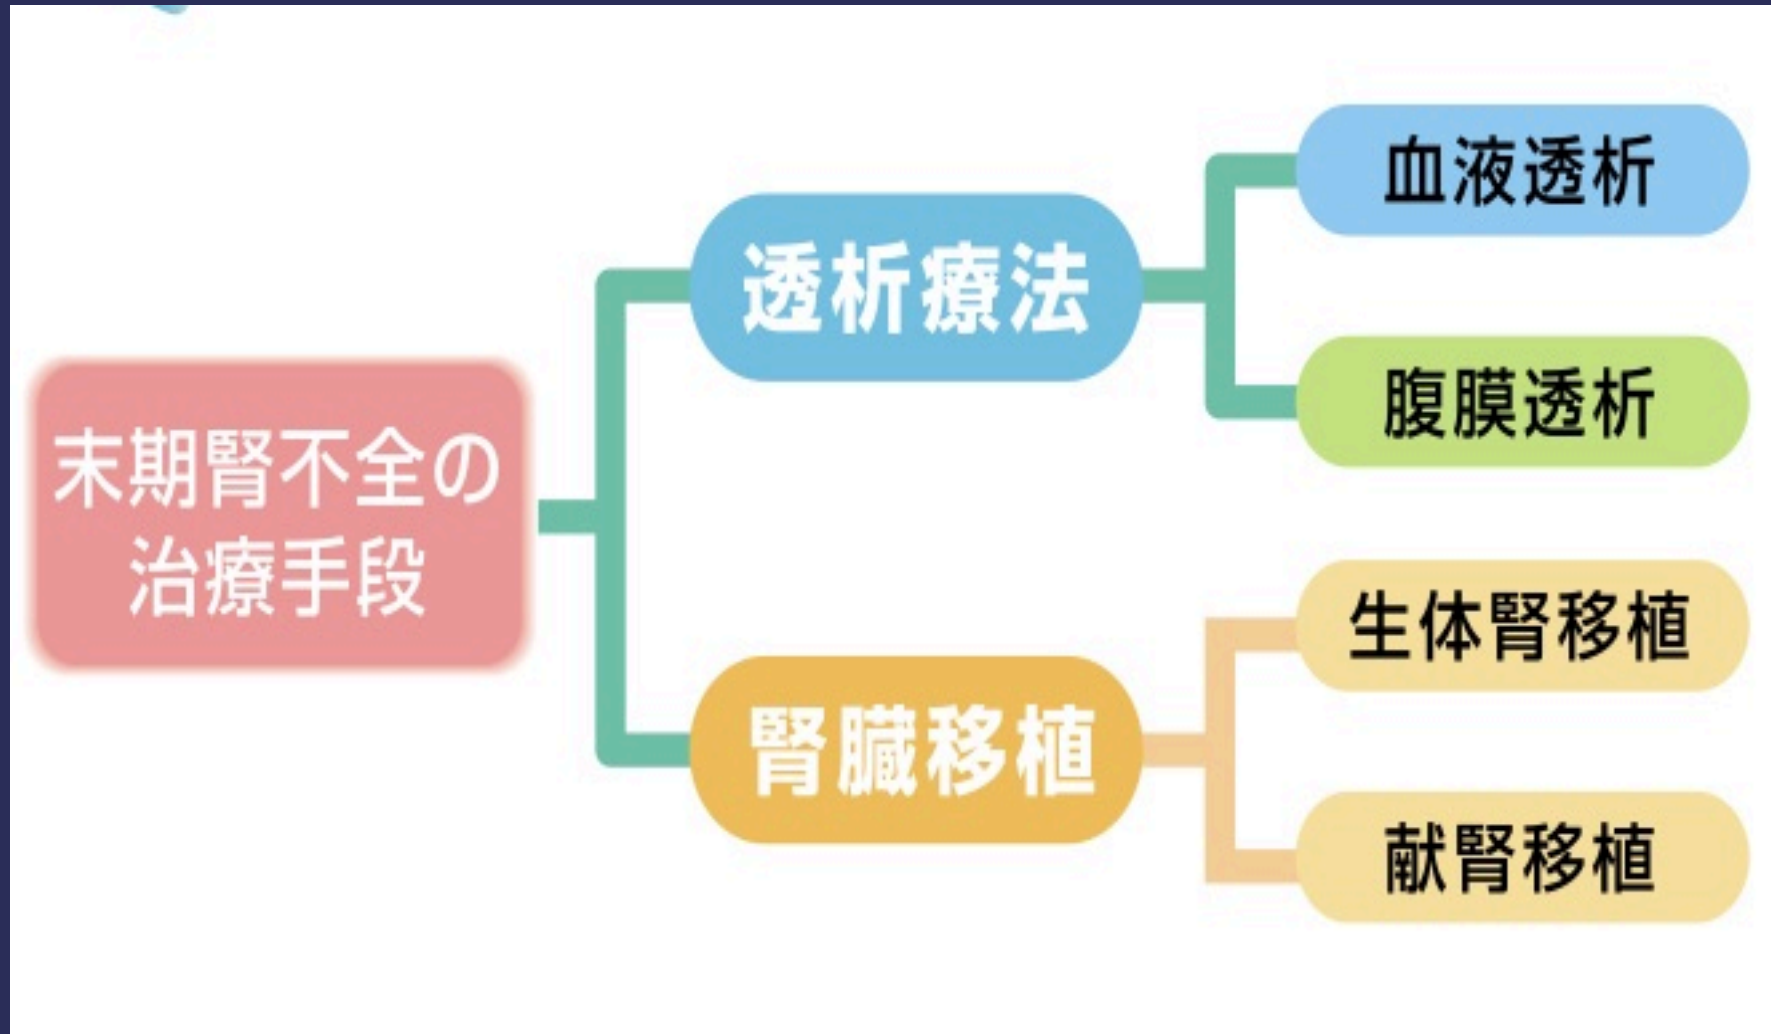 末期腎不全の
治療手段
透析療法
血液透析
腹膜透析
腎臓移植
生体腎移植
献腎移植